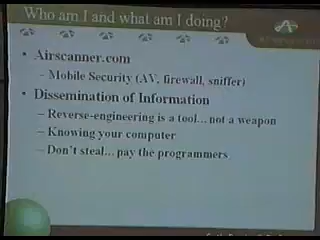 Who am I and what am I doing?
• Airscanner.com
– Mobile Security (AV, firewall, sniffer)
• Dissemination of Information
– Reverse-engineering is a tool... not a weapon
– Knowing your computer
– Don't steal... pay the programmers